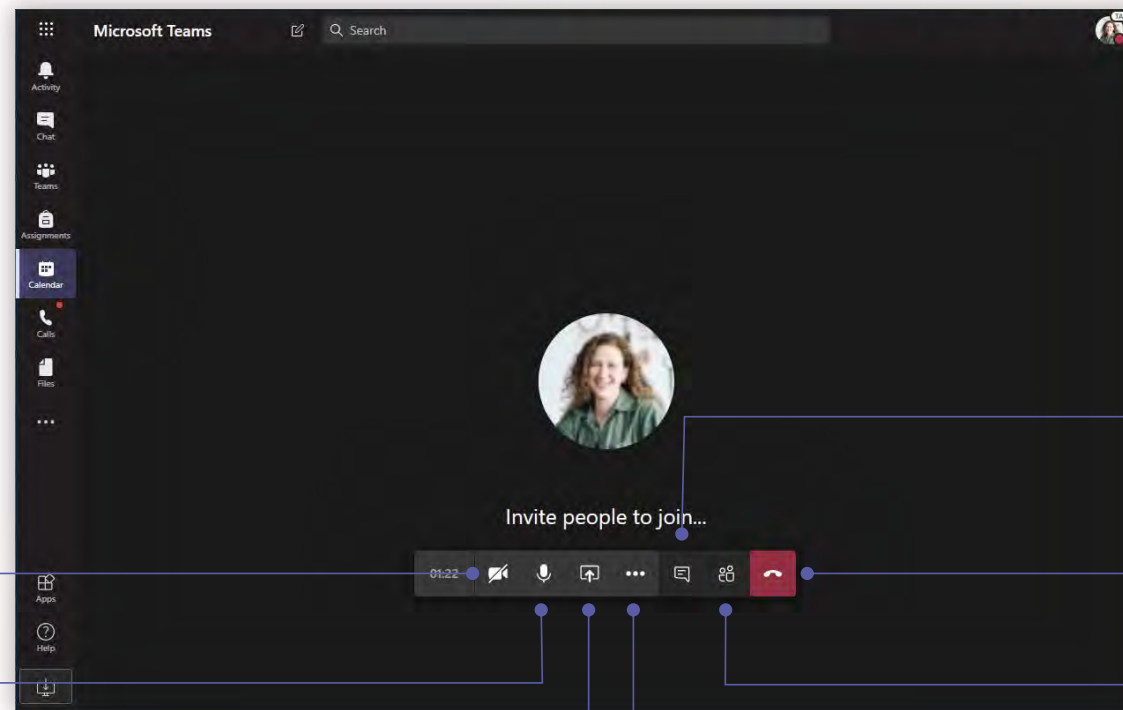 Microsoft Teams
Search
Activity
Chat
Teams
Assignments
Calendar
Calls
Files
Invite people to join...
01:22
Apps
Help